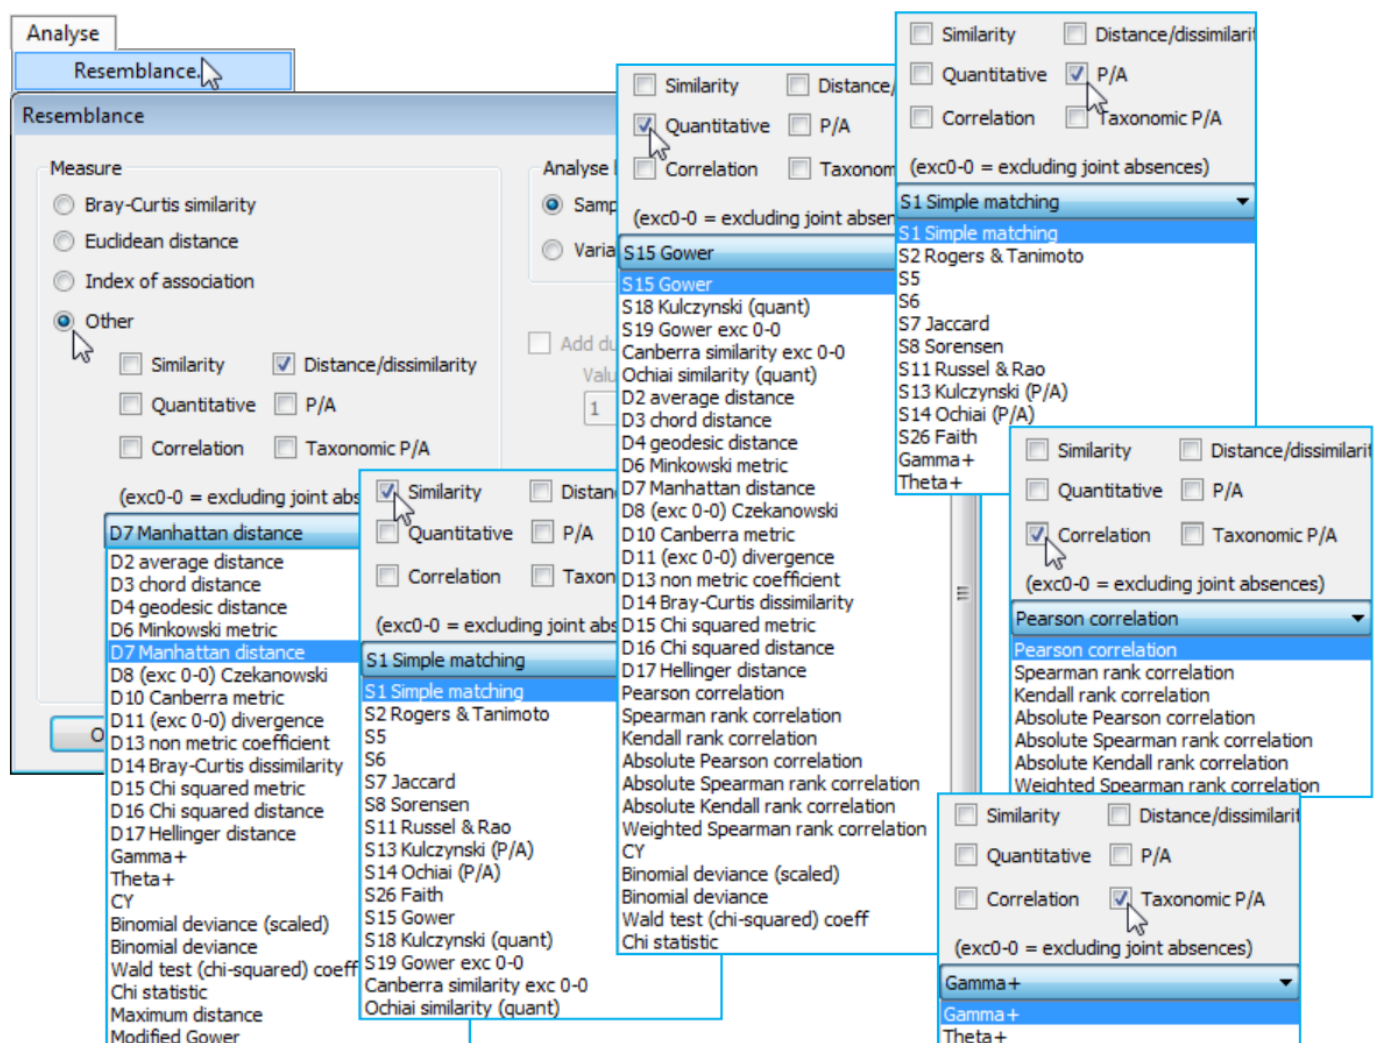 Analyse
Resemblance.
Resemblance
Measure
Bray-Curtis similarity
Euclidean distance
Index of association
Other
Similarity
Distance/dissimilarity
Quantitative
P/A
Correlation
Taxonomic P/A
(exc0-0 = excluding joint abs
D7 Manhattan distance
D2 average distance
D3 chord distance
D4 geodesic distance
D6 Minkowski metric
D7 Manhattan distance
D8 (exc 0-0) Czekanowski
D10 Canberra metric
D11 (exc 0-0) divergence
D13 non metric coefficient
D14 Bray-Curtis dissimilarity
D15 Chi squared metric
D16 Chi squared distance
D17 Hellinger distance
Gamma+
Theta+
CY
Binomial deviance (scaled)
Binomial deviance
Wald test (chi-squared) coeff
Chi statistic
Maximum distance
Modified Gower
O
Analyse
Samp
Varia
Add du
Valu
1
Similarity
Distan
Quantitative
P/A
Correlation
Taxon
(exc0-0 = excluding joint abs
S1 Simple matching
S1 Simple matching
S2 Rogers & Tanimoto
S5
S6
S7 Jaccard
S8 Sorensen
S11 Russel & Rao
S13 Kulczynski (P/A)
S14 Ochiai (P/A)
S26 Faith
S15 Gower
S18 Kulczynski (quant)
S19 Gower exc 0-0
Canberra similarity exc 0-0
Ochiai similarity (quant)
Similarity
Distance/
Quantitative
P/A
Correlation
Taxonom
(exc0-0 = excluding joint absen
S15 Gower
S15 Gower
S18 Kulczynski (quant)
S19 Gower exc 0-0
Canberra similarity exc 0-0
Ochiai similarity (quant)
D2 average distance
D3 chord distance
D4 geodesic distance
D6 Minkowski metric
D7 Manhattan distance
D8 (exc 0-0) Czekanowski
D10 Canberra metric
D11 (exc 0-0) divergence
D13 non metric coefficient
D14 Bray-Curtis dissimilarity
D15 Chi squared metric
D16 Chi squared distance
D17 Hellinger distance
Pearson correlation
Spearman rank correlation
Kendall rank correlation
Absolute Pearson correlation
Absolute Spearman rank correlation
Absolute Kendall rank correlation
Weighted Spearman rank correlation
CY
Binomial deviance (scaled)
Binomial deviance
Wald test (chi-squared) coeff
Chi statistic
Similarity
Distance/dissimilarit
Quantitative
P/A
Correlation
Taxonomic P/A
(exc0-0 = excluding joint absences)
S1 Simple matching
S1 Simple matching
S2 Rogers & Tanimoto
S5
S6
S7 Jaccard
S8 Sorensen
S11 Russel & Rao
S13 Kulczynski (P/A)
S14 Ochiai (P/A)
S26 Faith
Gamma+
Theta+
Similarity
Distance/dissimilarit
Quantitative
P/A
Correlation
Taxonomic P/A
(exc0-0 = excluding joint absences)
Pearson correlation
Pearson correlation
Spearman rank correlation
Kendall rank correlation
Absolute Pearson correlation
Absolute Spearman rank correlation
Absolute Kendall rank correlation
Weighted Spearman rank correlation
Similarity
Distance/dissimilarit
Quantitative
P/A
Correlation
Taxonomic P/A
(exc0-0 = excluding joint absences)
Gamma+
Gamma+
Theta+